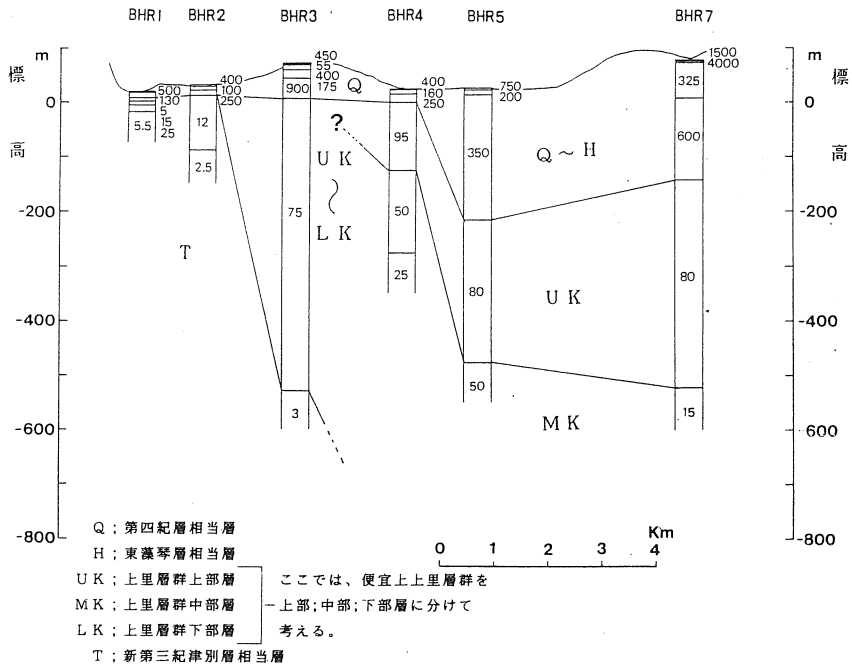 BHR1 BHR2 BHR3 BHR4 BHR5 BHR7
m
標
高
0
-200
-400
-600
-800
m
標
高
0
-200
-400
-600
-800
500
130
5
15
25
5.5
400
100
250
12
2.5
450
55
400
175
900
75
3
Q
?
UK
~
LK
T
400
160
250
95
50
25
750
200
350
80
50
Q~H
UK
MK
1500
4000
325
600
80
15
Km
0 1 2 3 4
Q;第四紀層相当層
H;東藻琴層相当層
UK;上里層群上部層
MK;上里層群中部層
LK;上里層群下部層
T;新第三紀津別層相当層
ここでは、便宜上上里層群を
上部;中部;下部層に分けて
考える。